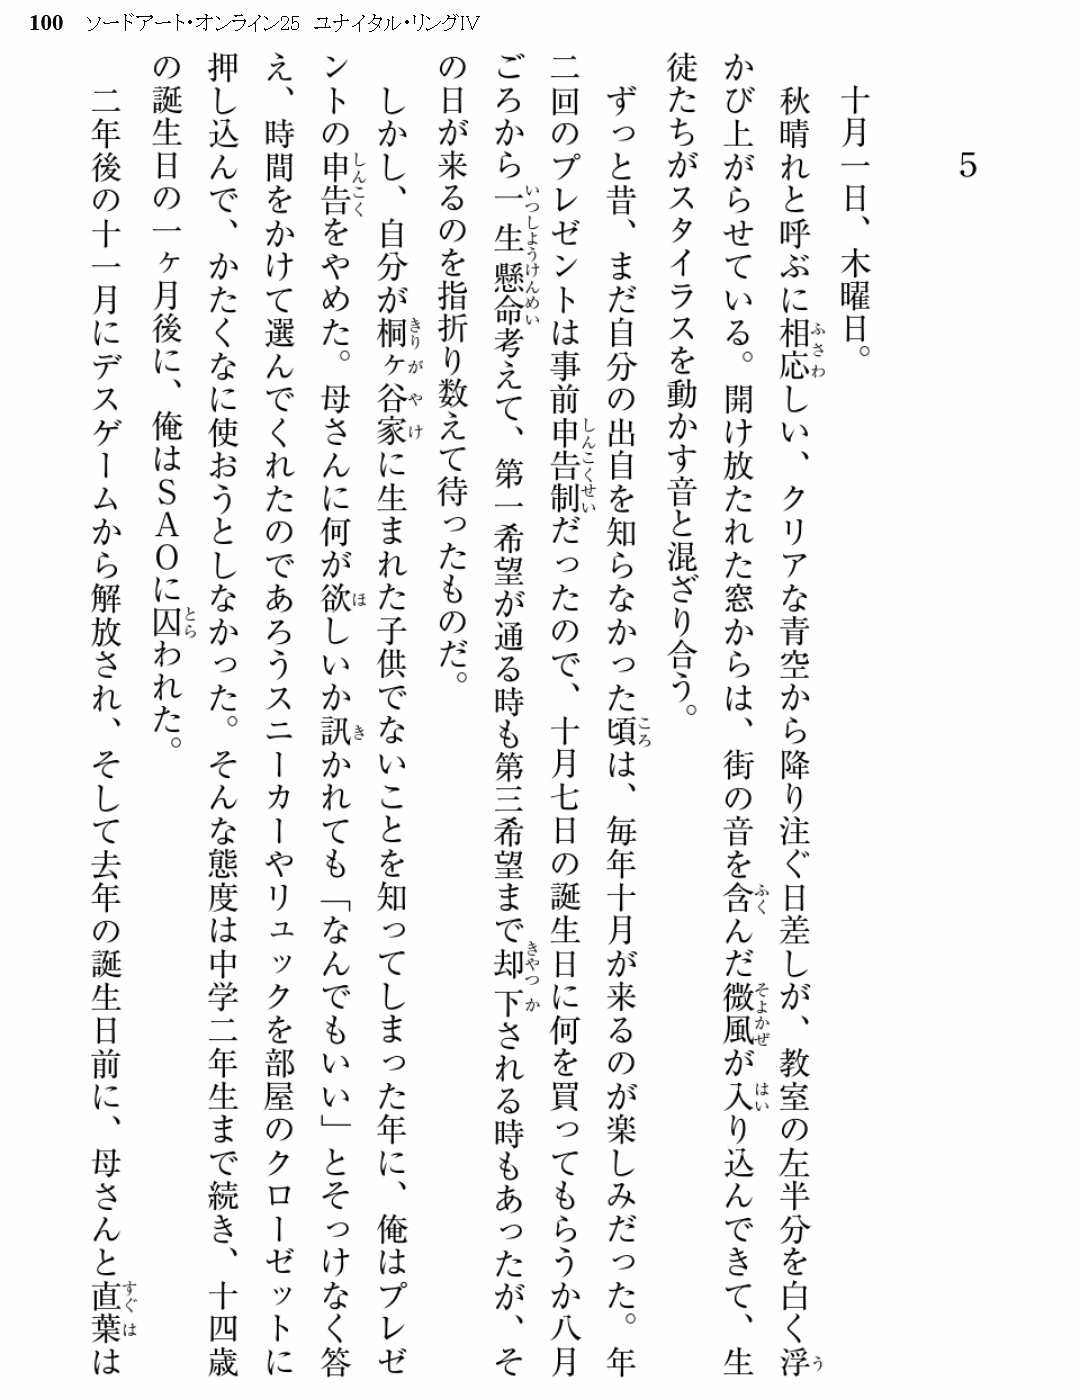 100 ソードアート・オンライン25 ユナイタル・リングIV
5
十月一日、木曜日。
秋晴れと呼ぶに相応しい、クリアな青空から降り注ぐ日差しが、教室の左半分を白く浮
かび上がらせている。開け放たれた窓からは、街の音を含んだ微風が入り込んできて、生
徒たちがスタイラスを動かす音と混ざり合う。
ずっと昔、まだ自分の出自を知らなかった頃は、毎年十月が来るのが楽しみだった。年
二回のプレゼントは事前申告制だったので、十月七日の誕生日に何を買ってもらうか八月
ごろから一生懸命考えて、第一希望が通る時も第三希望まで却下される時もあったが、そ
の日が来るのを指折り数えて待ったものだ。
しかし、自分が桐ヶ谷家に生まれた子供でないことを知ってしまった年に、俺はプレゼ
ントの申告をやめた。母さんに何が欲しいか訊かれても「なんでもいい」とそっけなく答
え、時間をかけて選んでくれたのであろうスニーカーやリュックを部屋のクローゼットに
押し込んで、かたくなに使おうとしなかった。そんな態度は中学二年生まで続き、十四歳
の誕生日の一ヶ月後に、俺はＳＡＯに囚われた。
二年後の十一月にデスゲームから解放され、そして去年の誕生日前に、母さんと直葉は